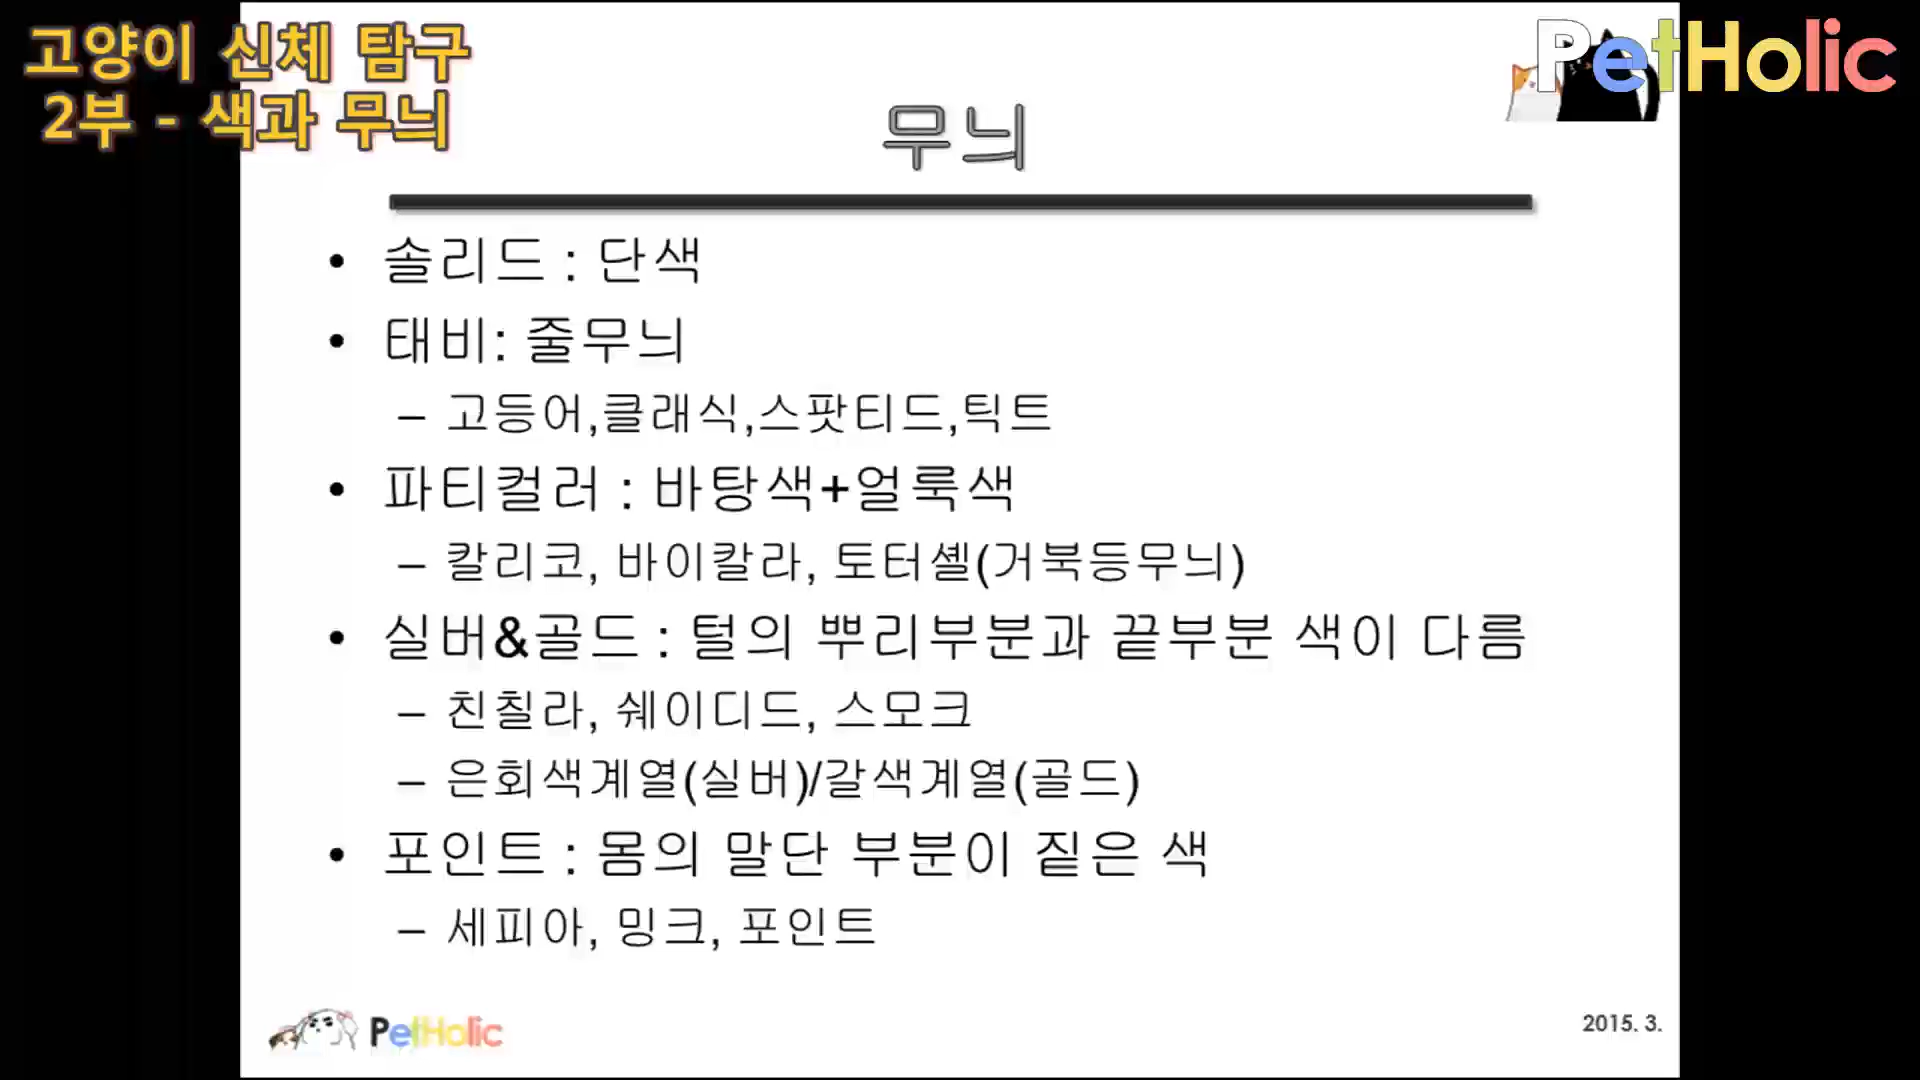 고양이 신체 탐구
2부 - 색과 무늬
PetHolic
무늬
• 솔리드 : 단색
• 태비: 줄무늬
– 고등어,클래식,스팟티드,틱트
• 파티컬러 : 바탕색+얼룩색
– 칼리코, 바이칼라, 토터셸(거북등무늬)
• 실버&골드 : 털의 뿌리부분과 끝부분 색이 다름
– 친칠라, 쉐이디드, 스모크
– 은회색계열(실버)/갈색계열(골드)
• 포인트 : 몸의 말단 부분이 짙은 색
– 세피아, 밍크, 포인트
PetHolic
2015. 3.